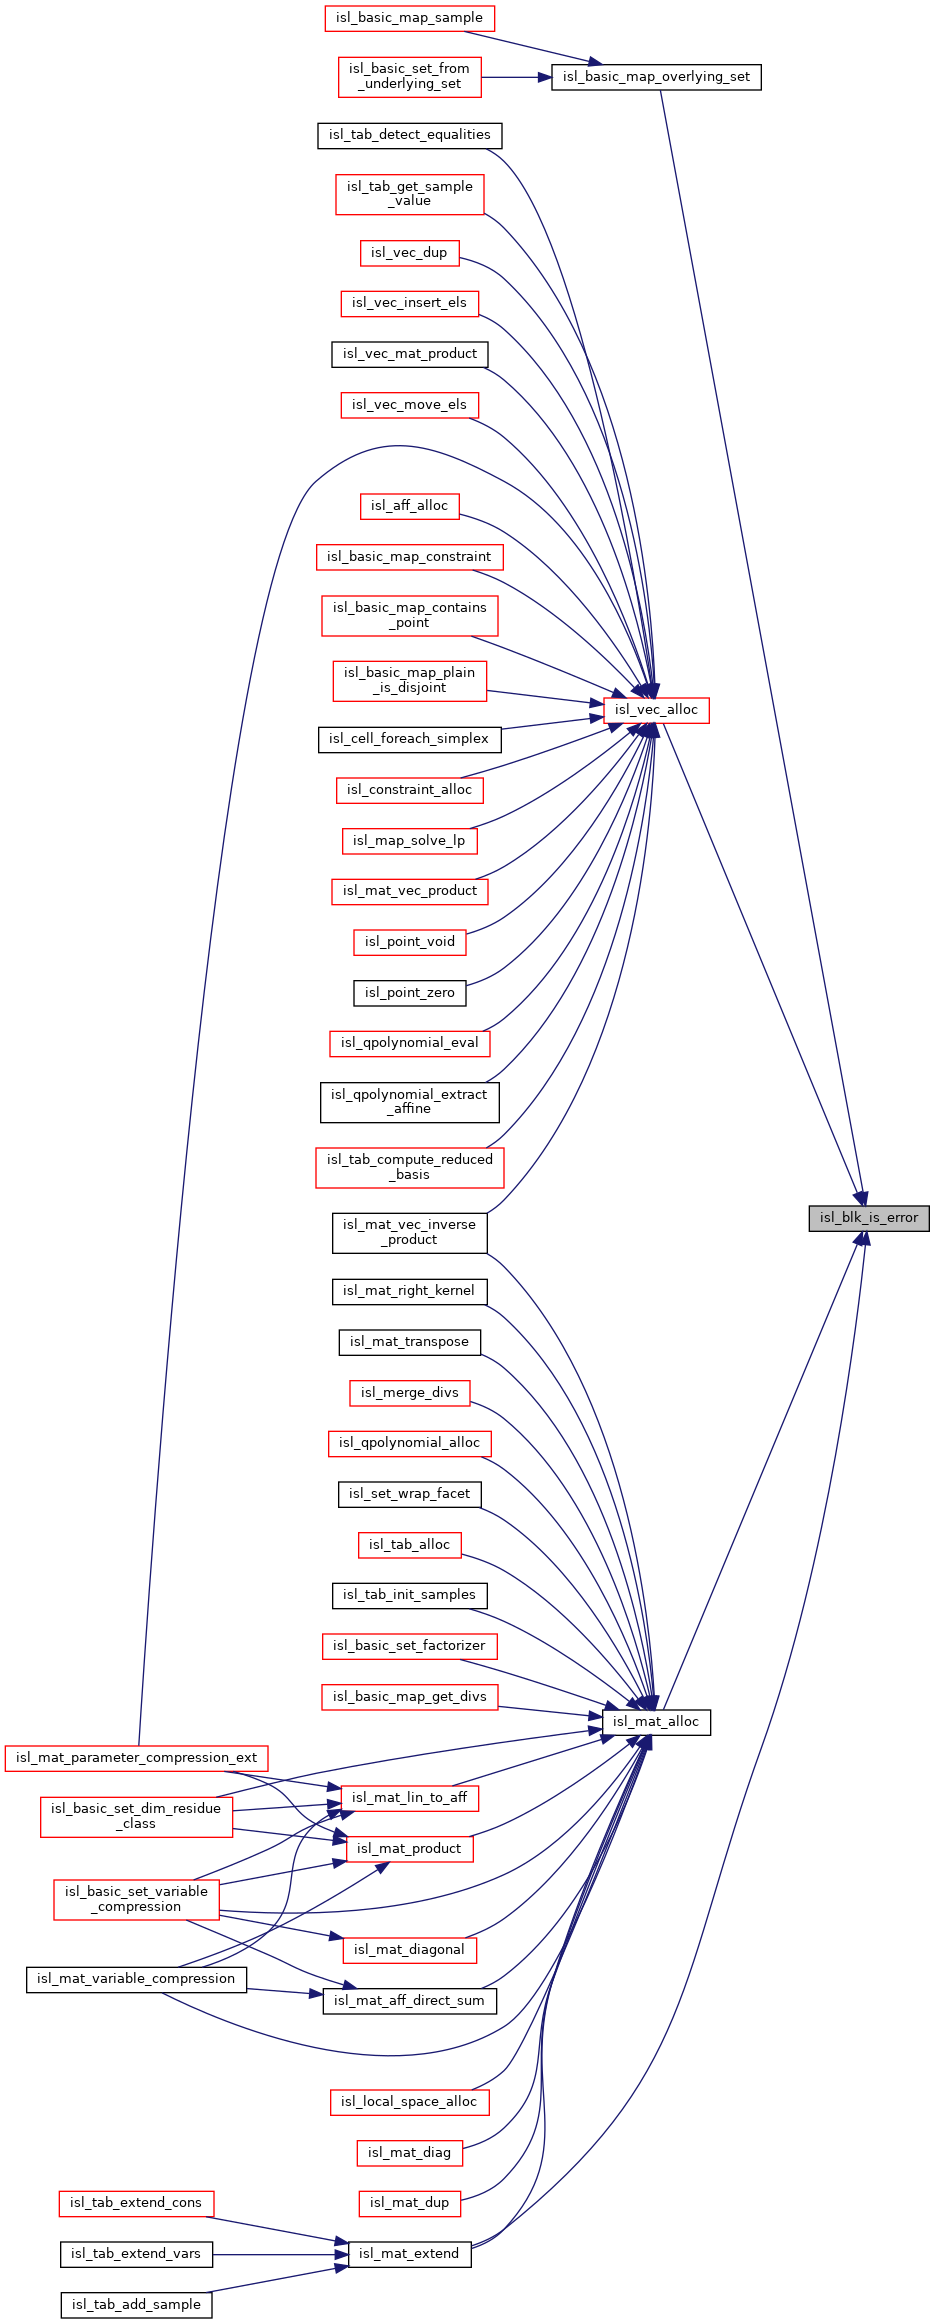 isl_basic_map_sample
isl_basic_set_from
_underlying_set
isl_basic_map_overlying_set
isl_tab_detect_equalities
isl_tab_get_sample
_value
isl_vec_dup
isl_vec_insert_els
isl_vec_mat_product
isl_vec_move_els
isl_aff_alloc
isl_basic_map_constraint
isl_basic_map_contains
_point
isl_basic_map_plain
_is_disjoint
isl_vec_alloc
isl_cell_foreach_simplex
isl_constraint_alloc
isl_map_solve_lp
isl_mat_vec_product
isl_point_void
isl_point_zero
isl_qpolynomial_eval
isl_qpolynomial_extract
_affine
isl_tab_compute_reduced
_basis
isl_blk_is_error
isl_mat_vec_inverse
_product
isl_mat_right_kernel
isl_mat_transpose
isl_merge_divs
isl_qpolynomial_alloc
isl_set_wrap_facet
isl_tab_alloc
isl_tab_init_samples
isl_basic_set_factorizer
isl_basic_map_get_divs
isl_mat_alloc
isl_mat_parameter_compression_ext
isl_mat_lin_to_aff
isl_basic_set_dim_residue
_class
isl_mat_product
isl_basic_set_variable
_compression
isl_mat_diagonal
isl_mat_variable_compression
isl_mat_aff_direct_sum
isl_local_space_alloc
isl_mat_diag
isl_mat_dup
isl_tab_extend_cons
isl_tab_extend_vars
isl_mat_extend
isl_tab_add_sample